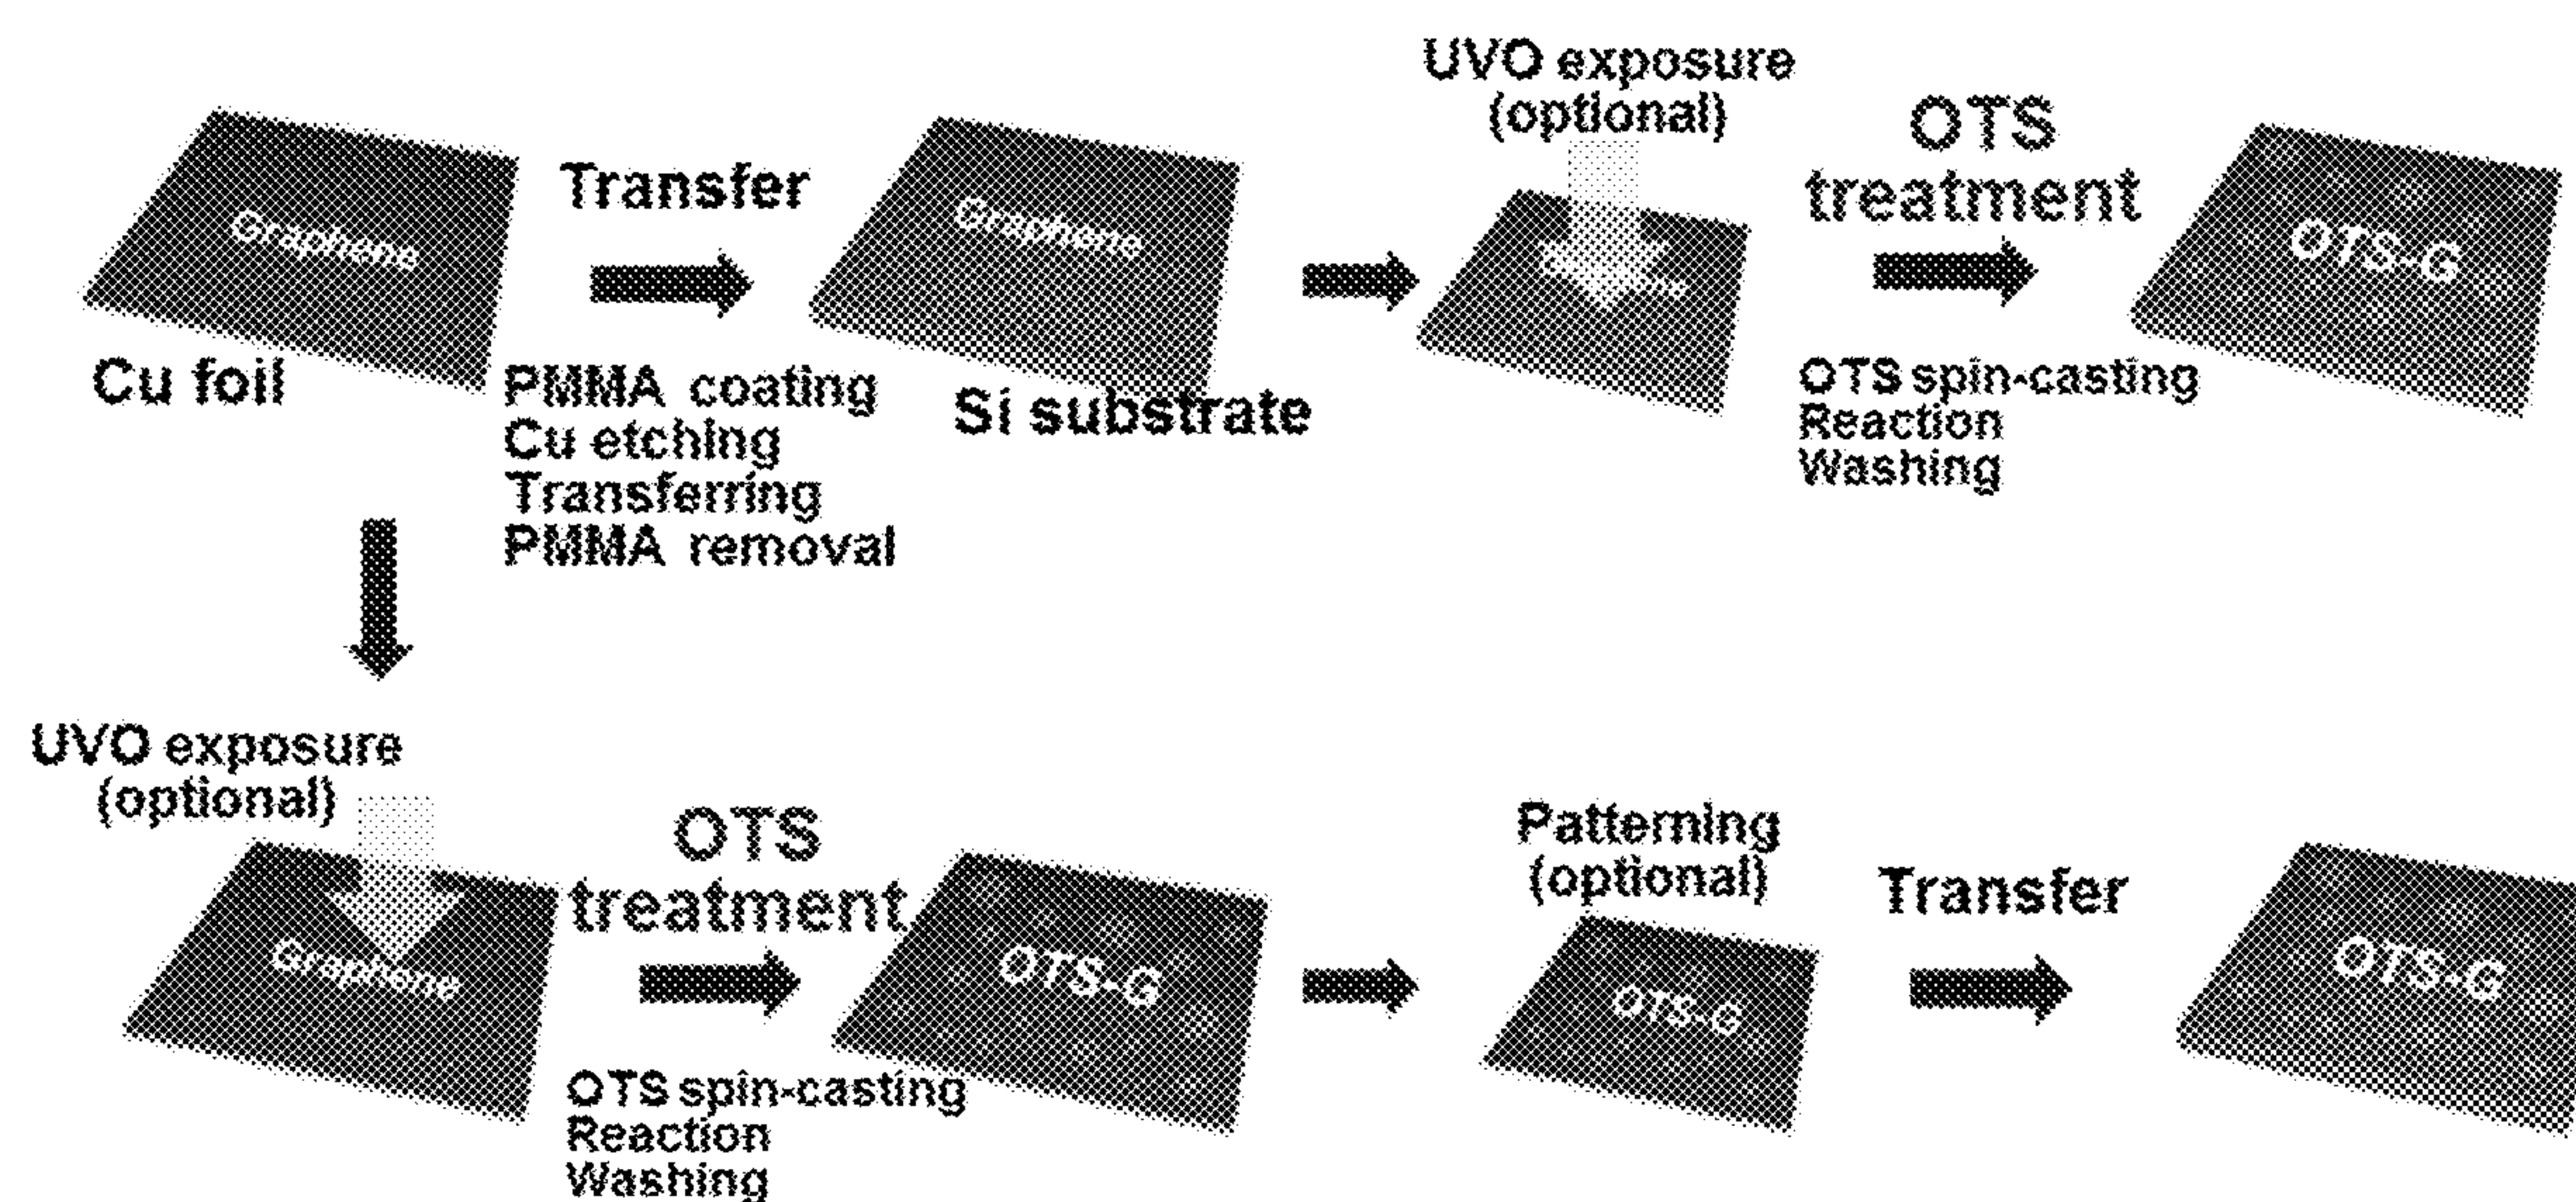 UVO exposure
(optional)
OTS
treatment
Transfer
Graphene
Graphene
OTS-G
Cu foil
PMMA coating
Cu etching
Transferring
PMMA removal
Si substrate
OTS spin-casting
Reaction
Washing
UVO exposure
(optional)
OTS
treatment
Graphene
OTS-G
Patterning
(optional)
OTS-G
Transfer
OTS-G
OTS spin-casting
Reaction
Washing